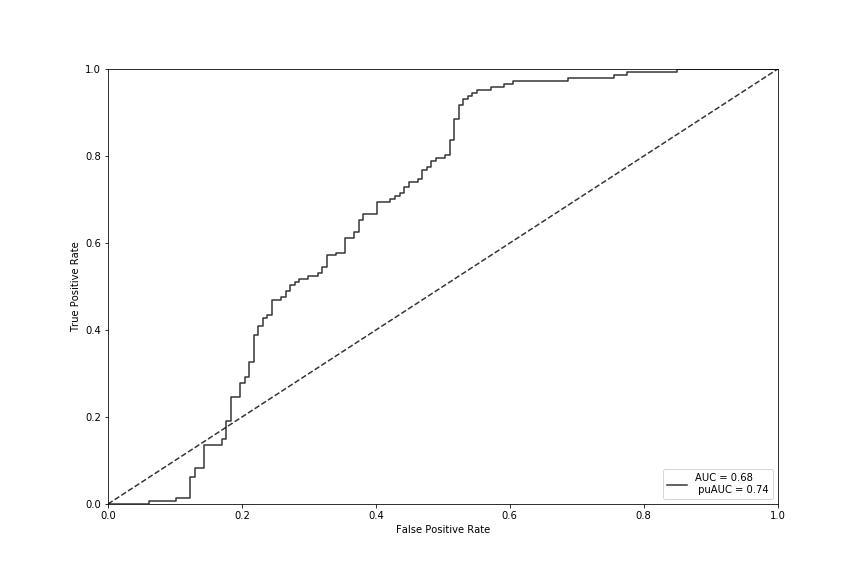 1.0
0.8
0.6
0.4
0.2
0.0
True Positive Rate
0.0 0.2 0.4 0.6 0.8 1.0
False Positive Rate
AUC = 0.68
puAUC = 0.74